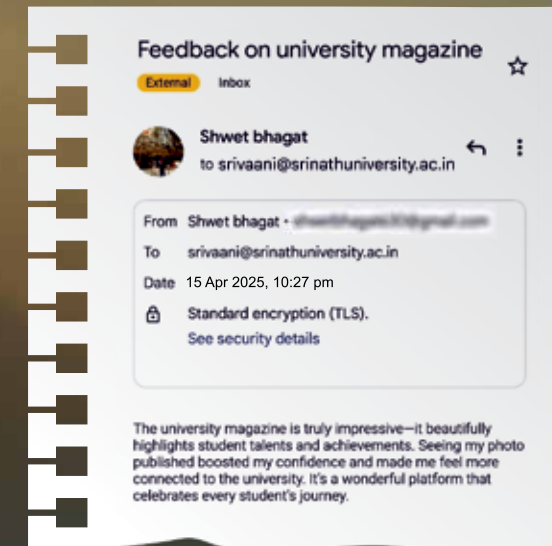 Feedback on university magazine
External Inbox
Shwet bhagat
to srivaani@srinathuniversity.ac.in
From Shwet bhagat •
To srivaani@srinathuniversity.ac.in
Date 15 Apr 2025, 10:27 pm
Standard encryption (TLS).
See security details
The university magazine is truly impressive—it beautifully
highlights student talents and achievements. Seeing my photo
published boosted my confidence and made me feel more
connected to the university. It's a wonderful platform that
celebrates every student's journey.